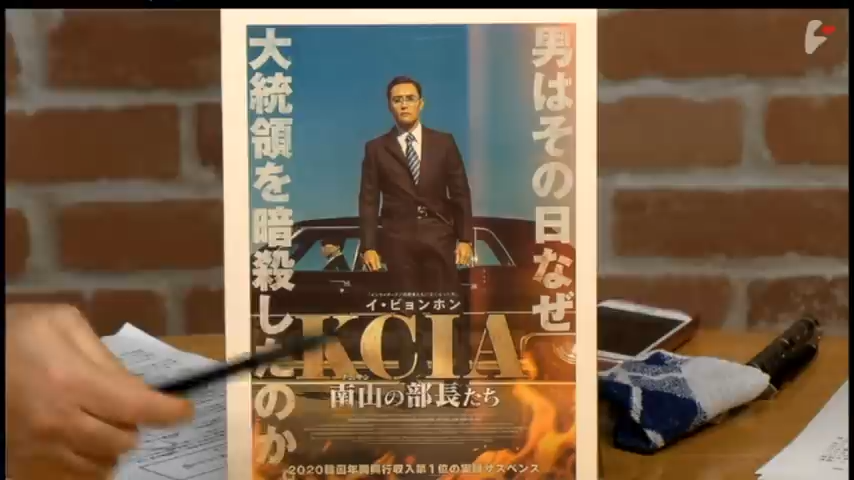 男はその日なぜ
大統領を暗殺したのか。
イ・ビョンホン
KCIA
南山の部長たち
2020韓国年間興行収入第1位の実録サスペンス